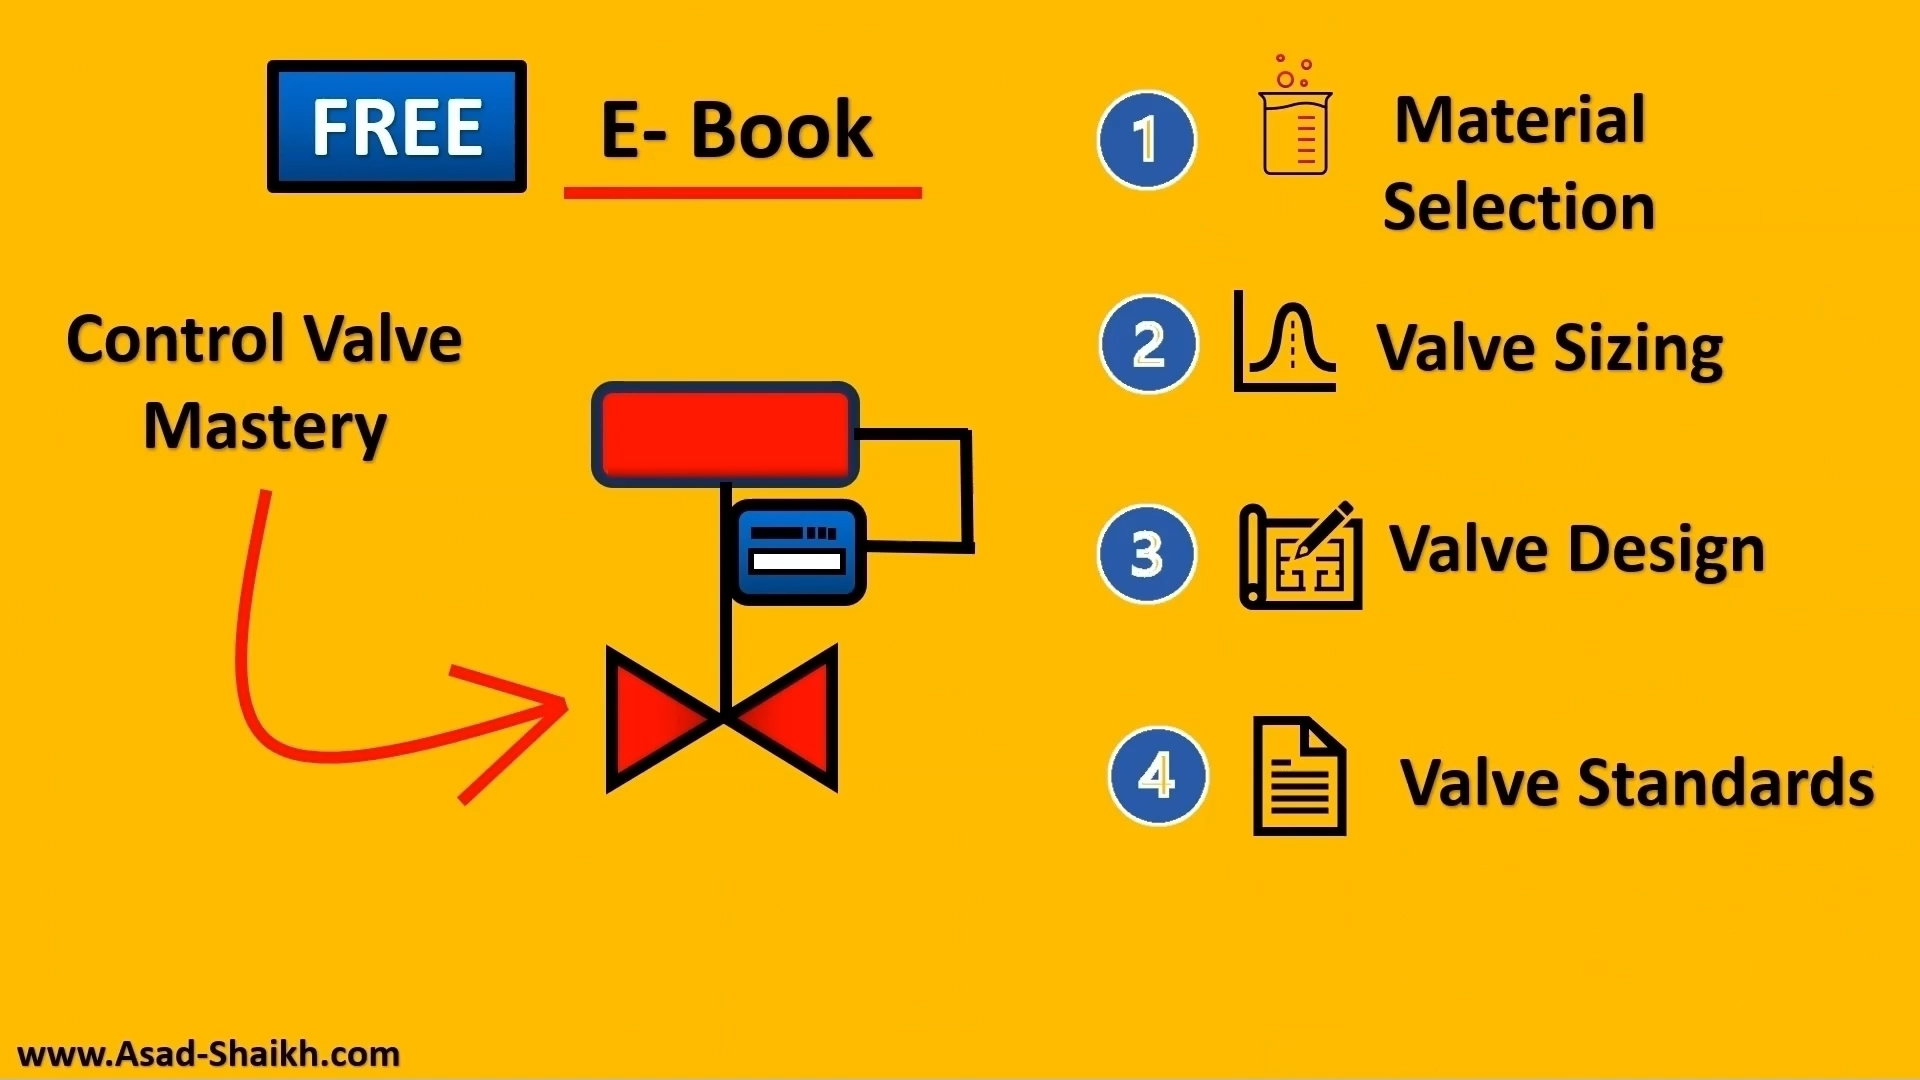 FREE
E- Book
Control Valve
Mastery
1
Material
Selection
2
Valve Sizing
3
Valve Design
4
Valve Standards
www.Asad-Shaikh.com